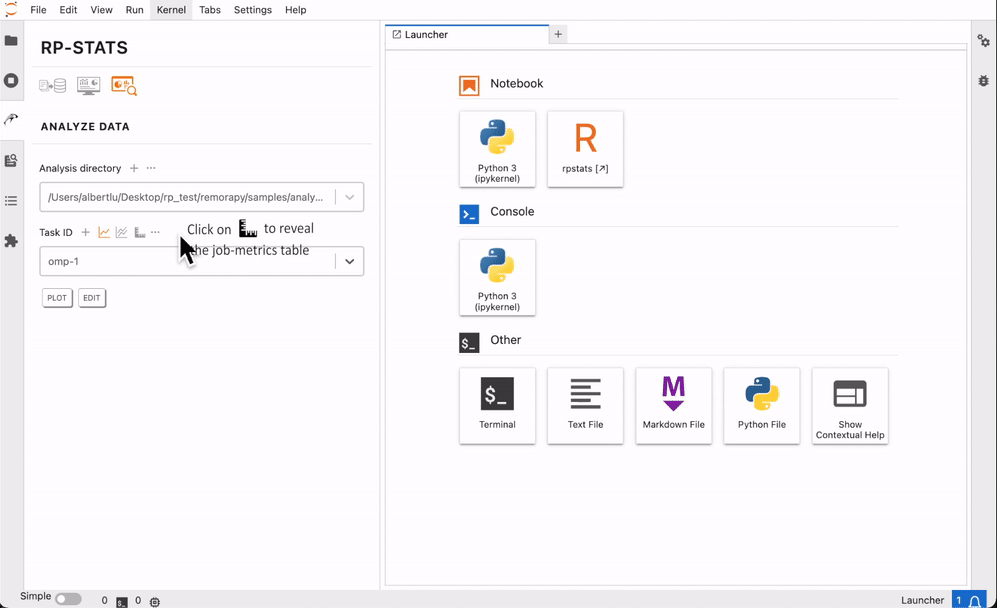 File Edit View Run Kernel Tabs Settings Help
RP-STATS
ANALYZE DATA
Analysis directory
/Users/albertlu/Desktop/rp_test/remorapy/samples/analy...
Task ID
Click on to reveal
the job-metrics table
omp-1
PLOT EDIT
Launcher
Notebook
Python 3
(ipykernel)
R
rpstats [↗]
Console
Python 3
(ipykernel)
Other
$_
Terminal
Text File
M
Markdown File
Python File
Show
Contextual Help
Simple 0 $_ 0 Launcher 1